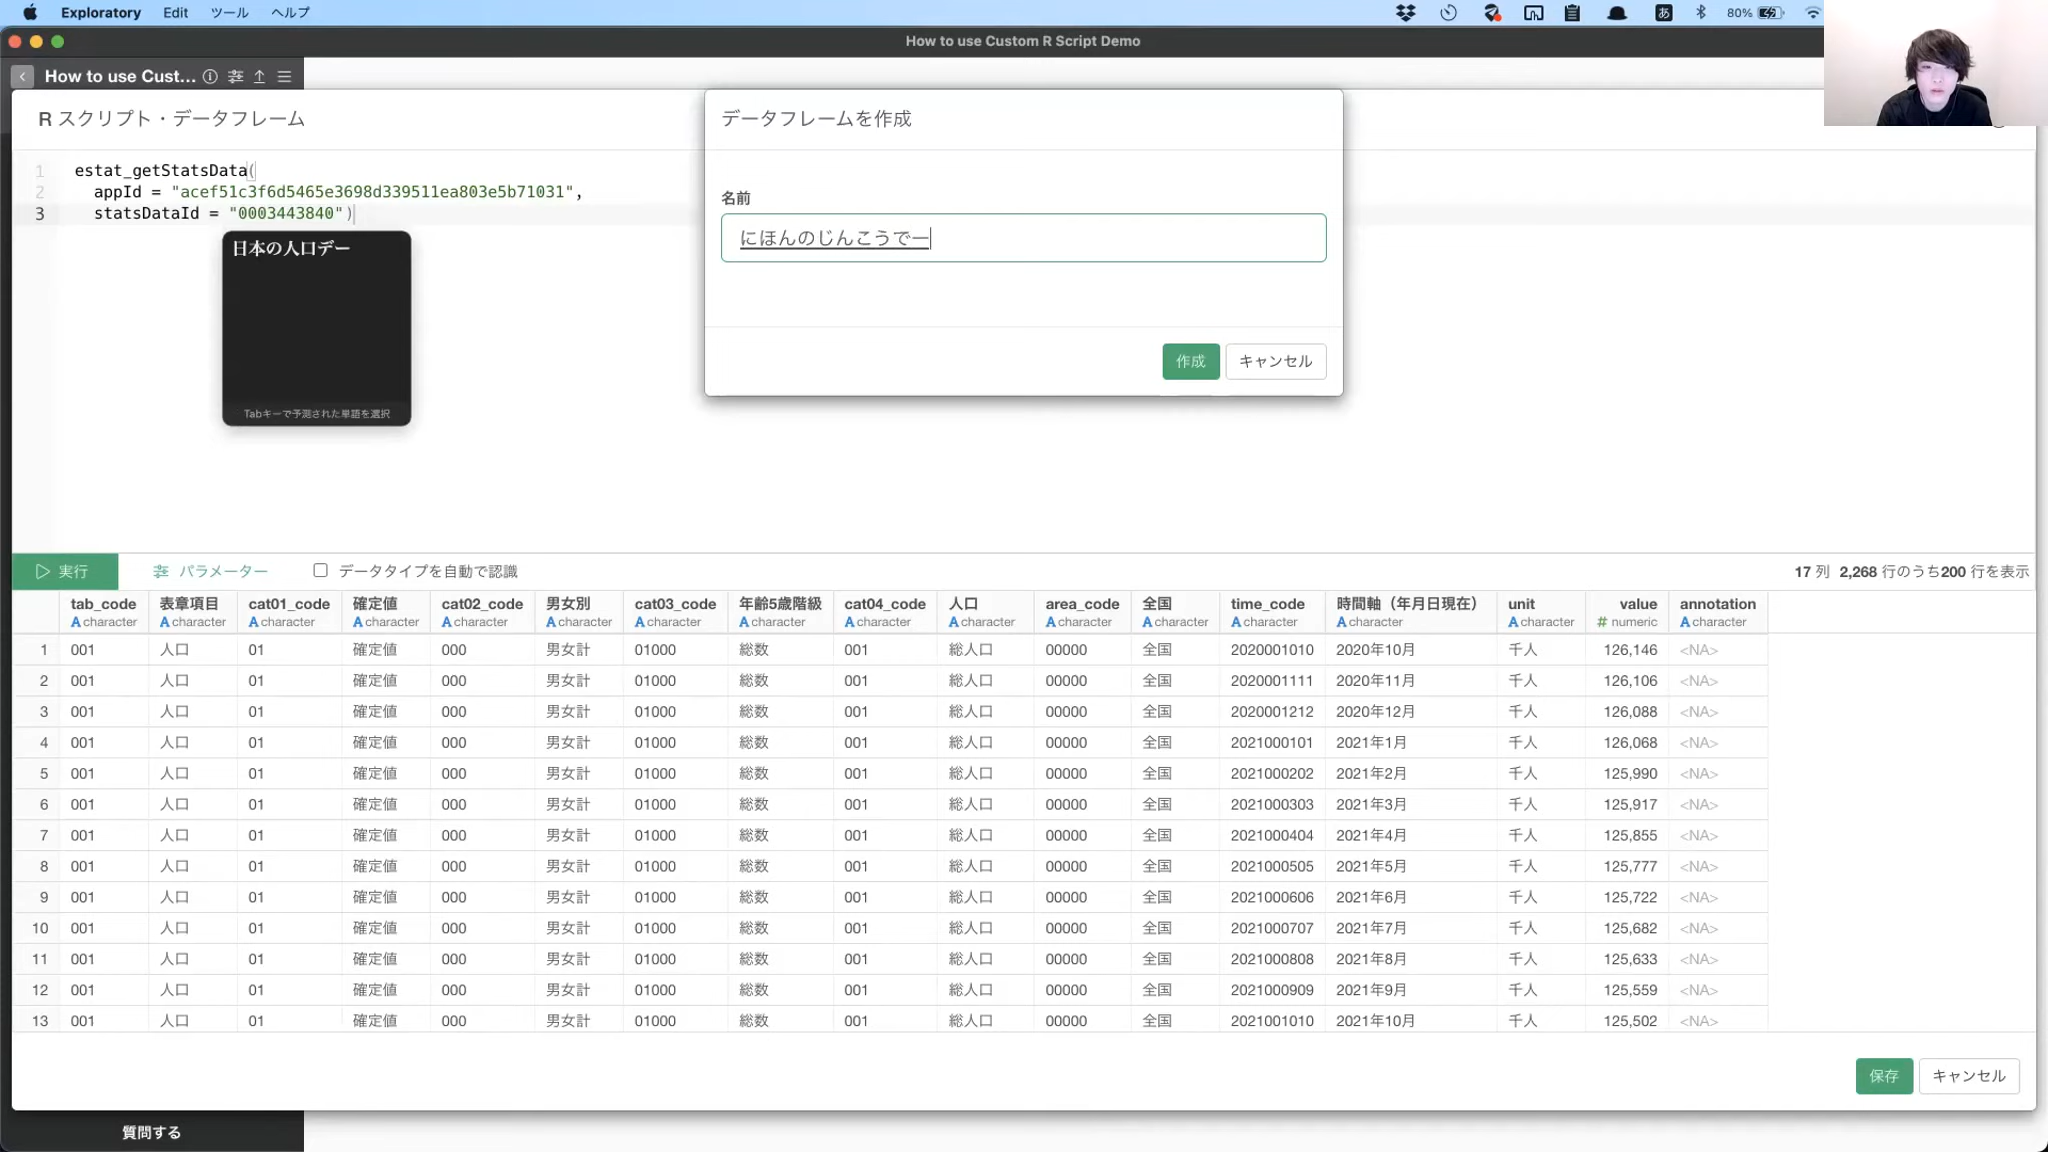 Exploratory Edit ツール ヘルプ あ 80%
How to use Custom R Script Demo
How to use Cust...
R スクリプト・データフレーム
データフレームを作成
1 estat_getStatsData(
2 appId = "acef51c3f6d5465e3698d339511ea803e5b71031",
3 statsDataId = "0003443840")
日本の人口デー
Tabキーで予測された単語を選択
名前
にほんのじんこうでー
作成 キャンセル
実行 パラメーター データタイプを自動で認識 17 列 2,268 行のうち200 行を表示
tab_code 表章項目 cat01_code 確定値 cat02_code 男女別 cat03_code 年齢5歳階級 cat04_code 人口 area_code 全国 time_code 時間軸（年月日現在） unit value annotation
A character A character A character A character A character A character A character A character A character A character A character A character A character A character A character # numeric A character
1 001 人口 01 確定値 000 男女計 01000 総数 001 総人口 00000 全国 2020001010 2020年10月 千人 126,146 <NA>
2 001 人口 01 確定値 000 男女計 01000 総数 001 総人口 00000 全国 2020001111 2020年11月 千人 126,106 <NA>
3 001 人口 01 確定値 000 男女計 01000 総数 001 総人口 00000 全国 2020001212 2020年12月 千人 126,088 <NA>
4 001 人口 01 確定値 000 男女計 01000 総数 001 総人口 00000 全国 2021000101 2021年1月 千人 126,068 <NA>
5 001 人口 01 確定値 000 男女計 01000 総数 001 総人口 00000 全国 2021000202 2021年2月 千人 125,990 <NA>
6 001 人口 01 確定値 000 男女計 01000 総数 001 総人口 00000 全国 2021000303 2021年3月 千人 125,917 <NA>
7 001 人口 01 確定値 000 男女計 01000 総数 001 総人口 00000 全国 2021000404 2021年4月 千人 125,855 <NA>
8 001 人口 01 確定値 000 男女計 01000 総数 001 総人口 00000 全国 2021000505 2021年5月 千人 125,777 <NA>
9 001 人口 01 確定値 000 男女計 01000 総数 001 総人口 00000 全国 2021000606 2021年6月 千人 125,722 <NA>
10 001 人口 01 確定値 000 男女計 01000 総数 001 総人口 00000 全国 2021000707 2021年7月 千人 125,682 <NA>
11 001 人口 01 確定値 000 男女計 01000 総数 001 総人口 00000 全国 2021000808 2021年8月 千人 125,633 <NA>
12 001 人口 01 確定値 000 男女計 01000 総数 001 総人口 00000 全国 2021000909 2021年9月 千人 125,559 <NA>
13 001 人口 01 確定値 000 男女計 01000 総数 001 総人口 00000 全国 2021001010 2021年10月 千人 125,502 <NA>
保存 キャンセル
質問する